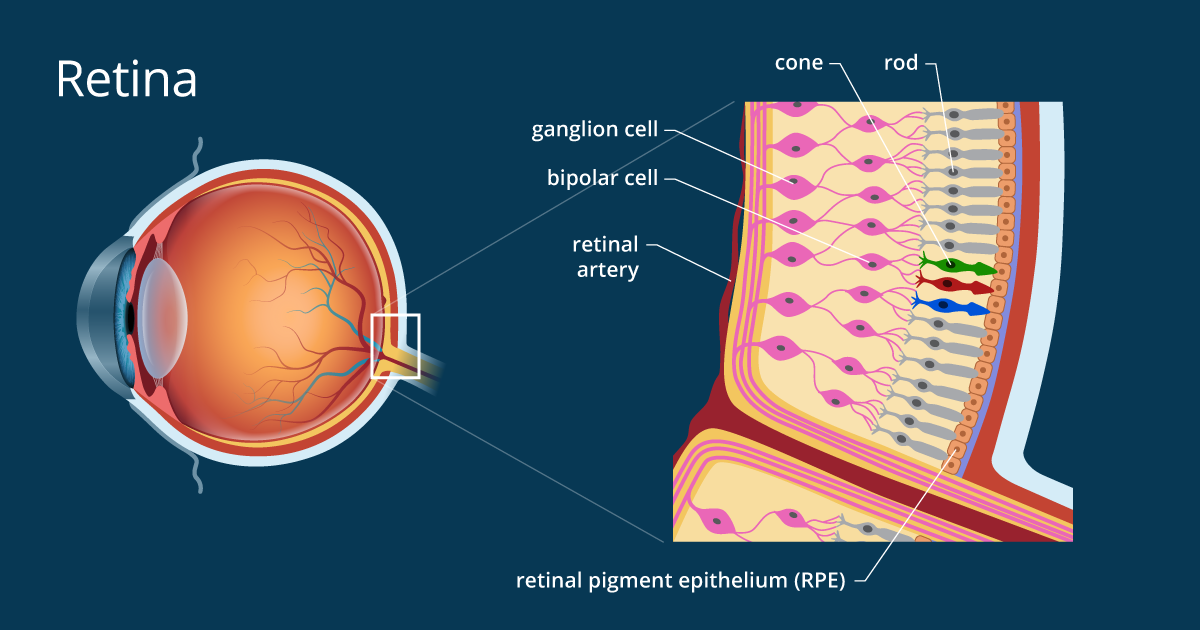 Retina
cone
rod
ganglion cell
bipolar cell
retinal
artery
retinal pigment epithelium (RPE)